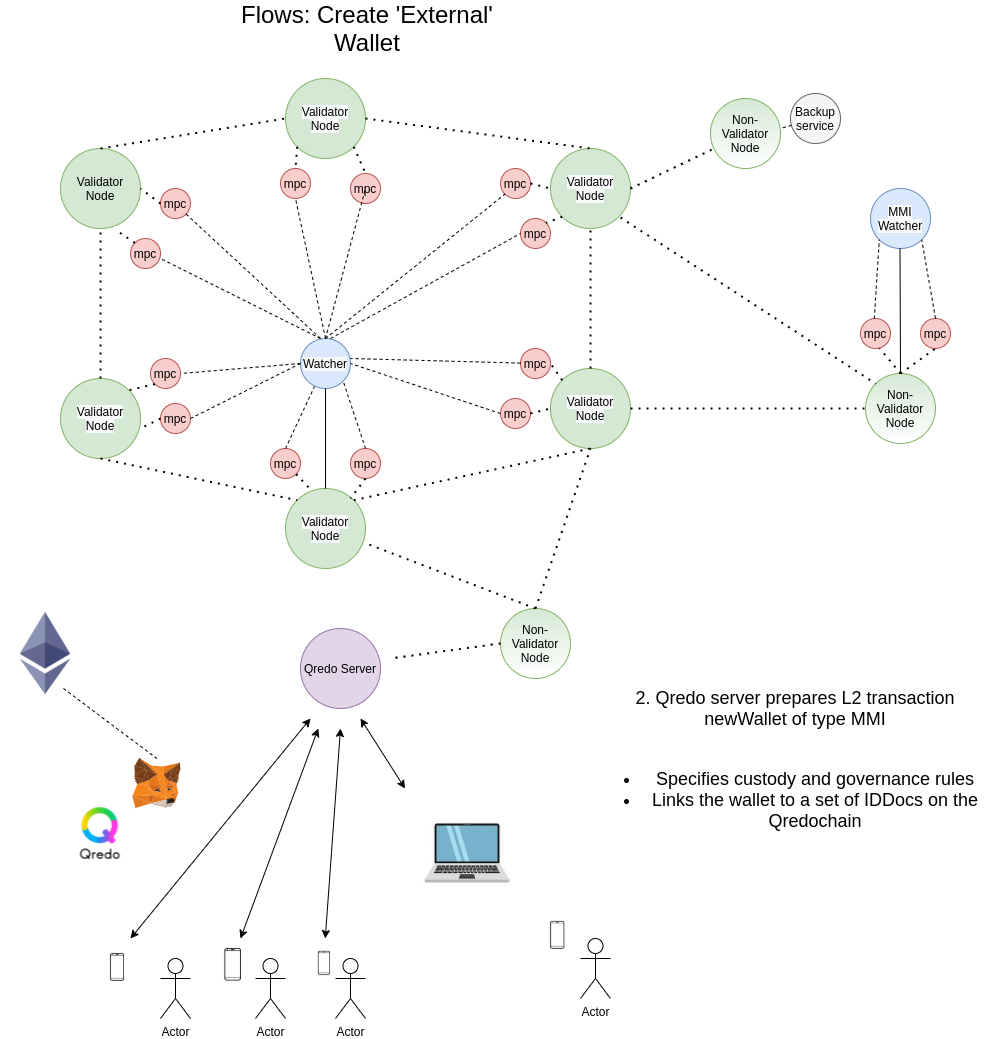 Flows: Create 'External'
Wallet
Validator
Node
Non-
Validator
Node
Backup
service
Validator
Node
mpc
mpc
mpc
Validator
Node
mpc
mpc
mpc
mpc
mpc
MMI
Watcher
mpc
mpc
Watcher
mpc
mpc
mpc
mpc
Validator
Node
Validator
Node
Non-
Validator
Node
mpc
mpc
Validator
Node
Non-
Validator
Node
Qredo Server
2. Qredo server prepares L2 transaction
newWallet of type MMI
• Specifies custody and governance rules
• Links the wallet to a set of IDDocs on the
Qredochain
Qredo
Actor
Actor
Actor
Actor